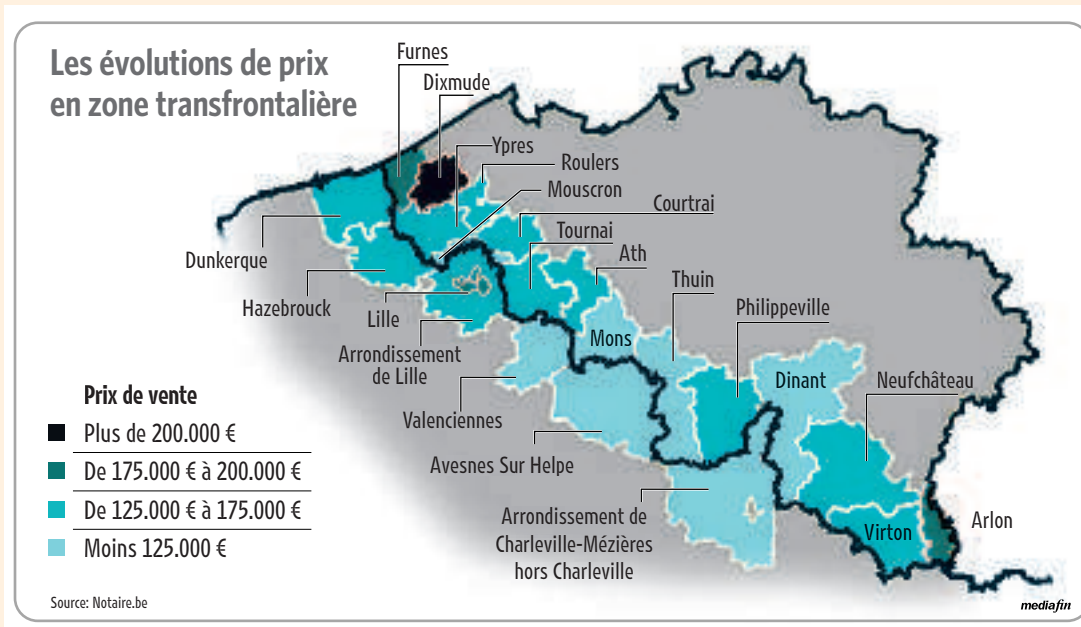 Les évolutions de prix
en zone transfrontalière
Furnes
Dixmude
Ypres
Roulers
Mouscron
Courtrai
Tournai
Ath
Thuin
Philippeville
Dunkerque
Hazebrouck
Lille
Arrondissement
de Lille
Mons
Dinant
Neufchâteau
Valenciennes
Avesnes Sur Helpe
Arrondissement de
Charleville-Mézières
hors Charleville
Virton
Arlon
Prix de vente
Plus de 200.000 €
De 175.000 € à 200.000 €
De 125.000 € à 175.000 €
Moins 125.000 €
Source: Notaire.be
mediafin